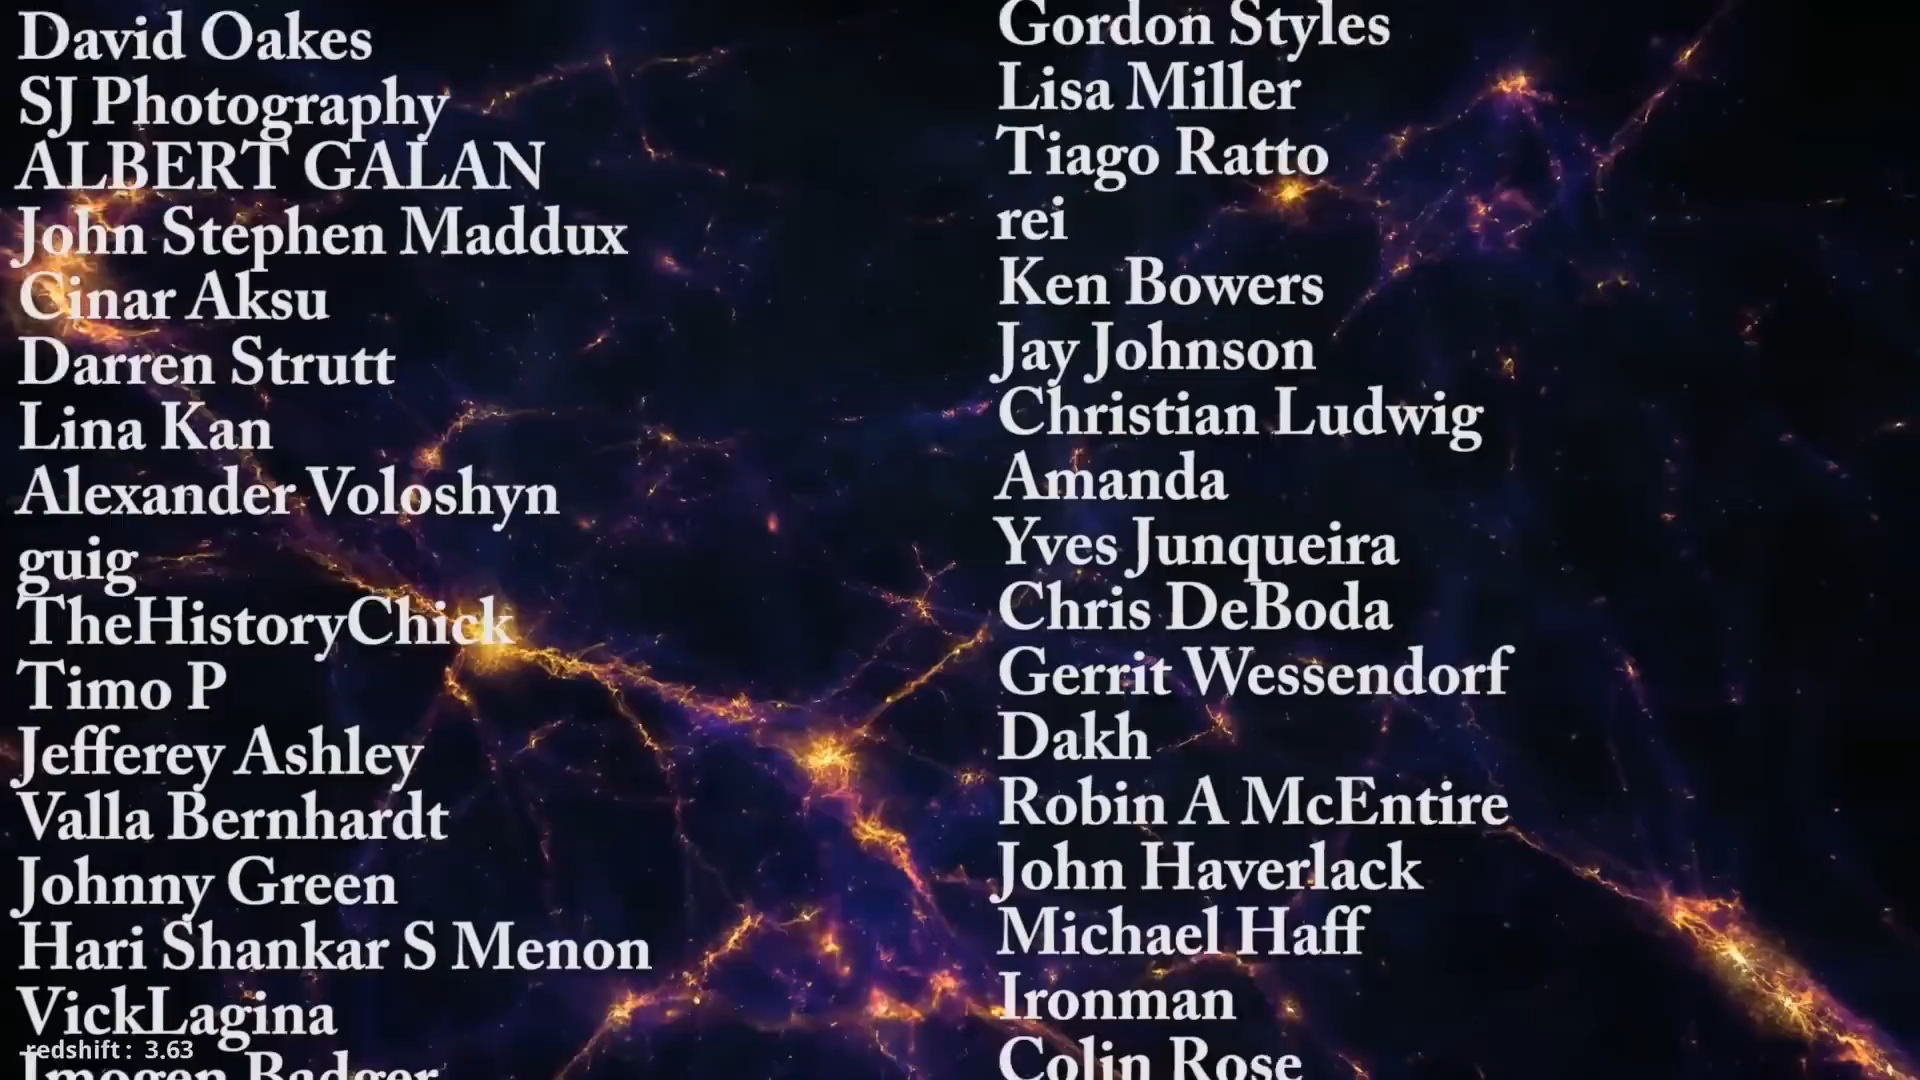 David Oakes
SJ Photography
ALBERT GALAN
John Stephen Maddux
Cinar Aksu
Darren Strutt
Lina Kan
Alexander Voloshyn
guig
TheHistoryChick
Timo P
Jefferey Ashley
Valla Bernhardt
Johnny Green
Hari Shankar S Menon
VickLagina
redshift: 3.63
Imogen Badger
Gordon Styles
Lisa Miller
Tiago Ratto
rei
Ken Bowers
Jay Johnson
Christian Ludwig
Amanda
Yves Junqueira
Chris DeBoda
Gerrit Wessendorf
Dakh
Robin A McEntire
John Haverlack
Michael Haff
Ironman
Colin Rose